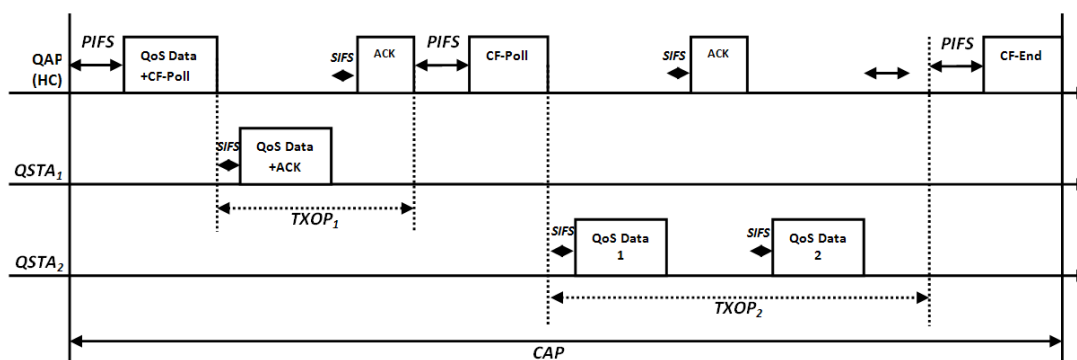 PIFS
QoS Data
+CF-Poll
SIFS
ACK
PIFS
CF-Poll
SIFS
ACK
PIFS
CF-End
QAP
(HC)
SIFS
QoS Data
+ACK
QSTA1
TXOP1
SIFS
QoS Data
1
SIFS
QoS Data
2
QSTA2
TXOP2
CAP